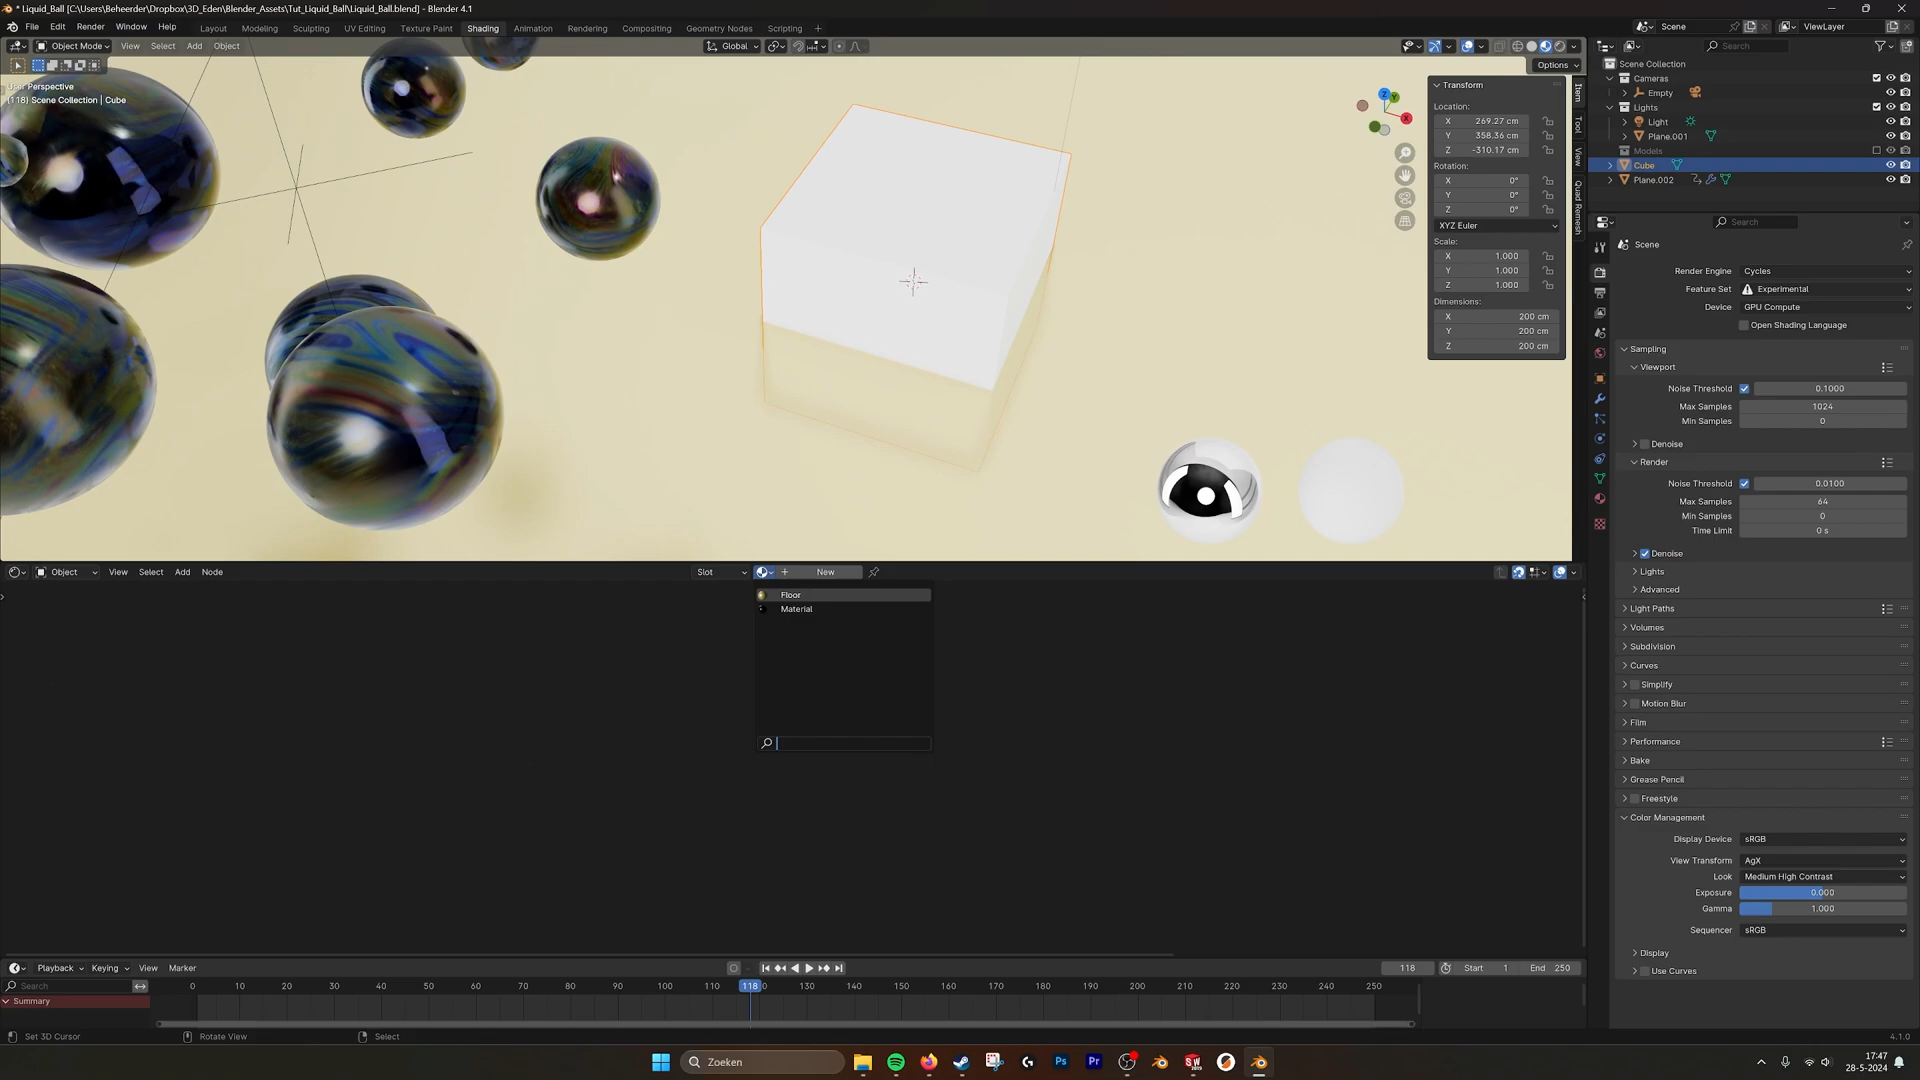 * Liquid_Ball [C:\Users\Beheerder\Dropbox\3D_Eden\Blender_Assets\Tut_Liquid_Ball\Liquid_Ball.blend] - Blender 4.1
File Edit Render Window Help Layout Modeling Sculpting UV Editing Texture Paint Shading Animation Rendering Compositing Geometry Nodes Scripting + Scene ViewLayer
Object Mode View Select Add Object Global Search
Options
User Perspective
(118) Scene Collection | Cube
Transform
Location:
X 269.27 cm
Y 358.36 cm
Z -310.17 cm
Rotation:
X 0°
Y 0°
Z 0°
XYZ Euler
Scale:
X 1.000
Y 1.000
Z 1.000
Dimensions:
X 200 cm
Y 200 cm
Z 200 cm
Item
Tool
View
Quad Remesh
Z
Y
X
Scene Collection
Cameras
Empty
Lights
Light
Plane.001
Models
Cube
Plane.002
Search
Scene
Render Engine Cycles
Feature Set Experimental
Device GPU Compute
Open Shading Language
Sampling
Viewport
Noise Threshold 0.1000
Max Samples 1024
Min Samples 0
Denoise
Render
Noise Threshold 0.0100
Max Samples 64
Min Samples 0
Time Limit 0 s
Denoise
Lights
Advanced
Light Paths
Volumes
Subdivision
Curves
Simplify
Motion Blur
Film
Performance
Bake
Grease Pencil
Freestyle
Color Management
Display Device sRGB
View Transform AgX
Look Medium High Contrast
Exposure 0.000
Gamma 1.000
Sequencer sRGB
Display
Use Curves
Object View Select Add Node Slot + New
Floor
Material
Playback Keying View Marker 118 Start 1 End 250
Search 0 10 20 30 40 50 60 70 80 90 100 110 118 120 130 140 150 160 170 180 190 200 210 220 230 240 250
Summary
Set 3D Cursor Rotate View Select 4.1.0
Zoeken Ps Pr SW 17:47
28-5-2024